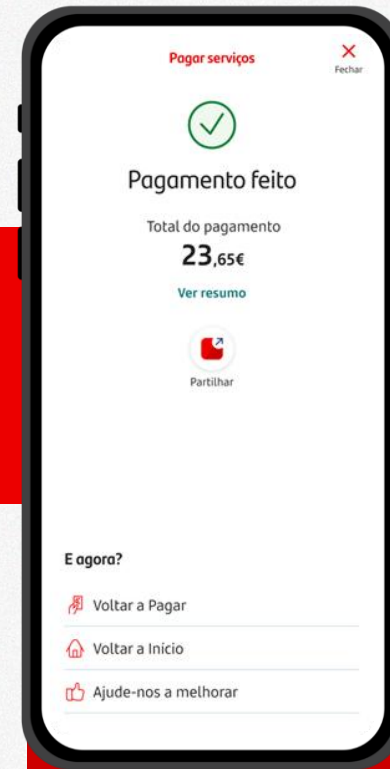 Pagar serviços
Fechar
Pagamento feito
Total do pagamento
23,65€
Ver resumo
Partilhar
E agora?
Voltar a Pagar
Voltar a Início
Ajude-nos a melhorar